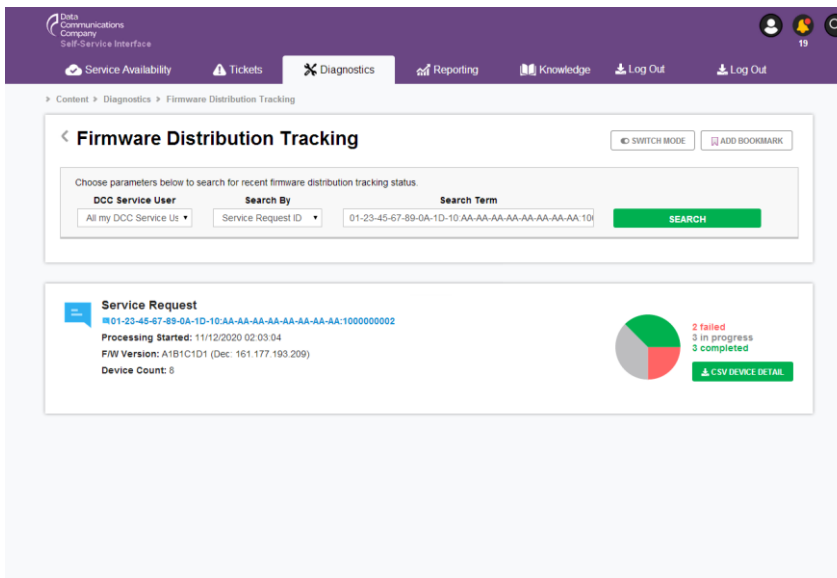 Data
Communications
Company
Self-Service Interface
19
Service Availability
Tickets
Diagnostics
Reporting
Knowledge
Log Out
Log Out
Content > Diagnostics > Firmware Distribution Tracking
Firmware Distribution Tracking
SWITCH MODE
ADD BOOKMARK
Choose parameters below to search for recent firmware distribution tracking status.
DCC Service User
Search By
Search Term
All my DCC Service Us
Service Request ID
01-23-45-67-89-0A-1D-10:AA-AA-AA-AA-AA-AA-AA-AA:10
SEARCH
Service Request
01-23-45-67-89-0A-1D-10:AA-AA-AA-AA-AA-AA-AA-AA:1000000002
Processing Started: 11/12/2020 02:03:04
F/W Version: A1B1C1D1 (Dec: 161.177.193.209)
Device Count: 8
2 failed
3 in progress
3 completed
CSV DEVICE DETAIL